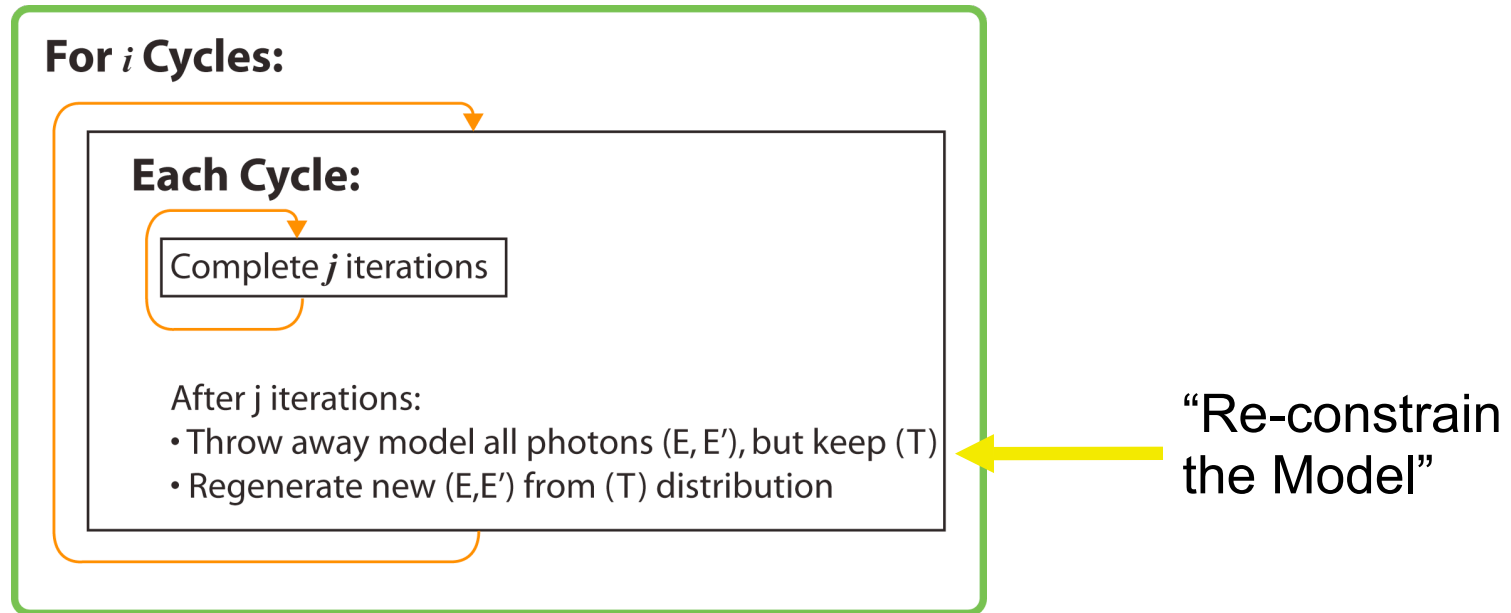 For i Cycles:
Each Cycle:
Complete j iterations
After j iterations:
• Throw away model all photons (E, E’), but keep (T)
• Regenerate new (E,E’) from (T) distribution
“Re-constrain
the Model”